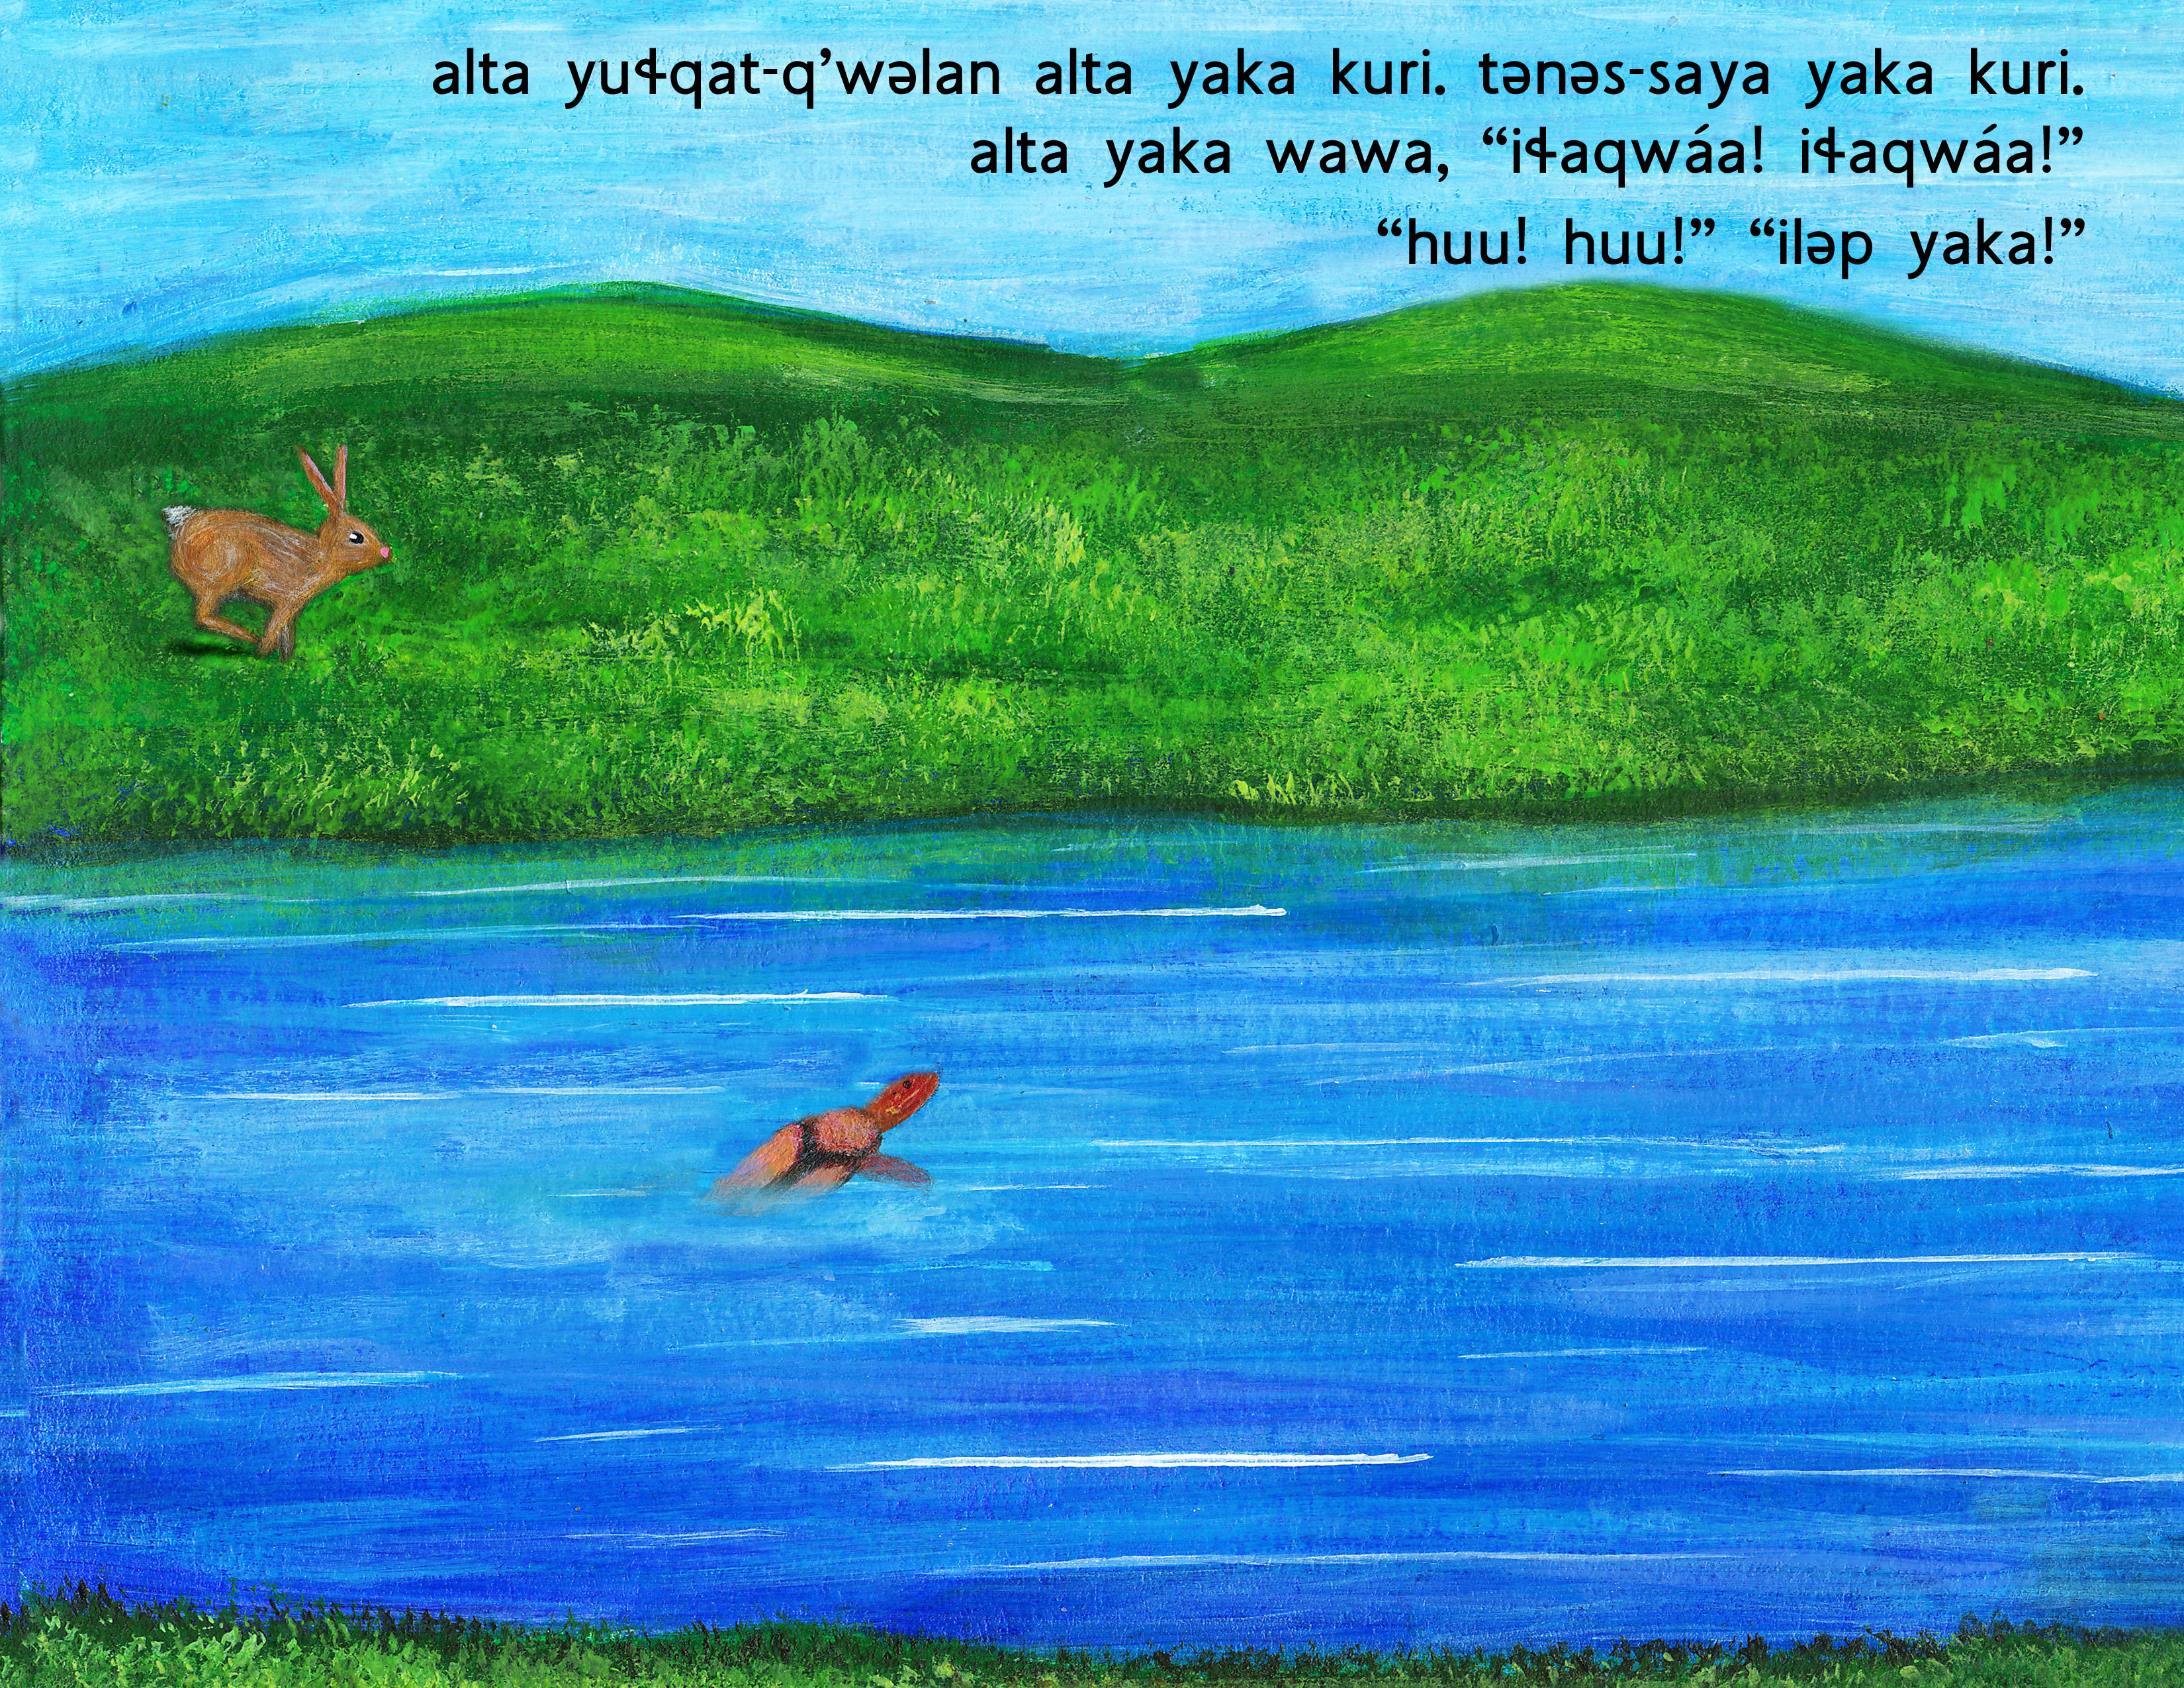 alta yuɬqat-q’wəlan alta yaka kuri. tənəs-saya yaka kuri.
alta yaka wawa, “iɬaqwáa! iɬaqwáa!”
“huu! huu!” “iləp yaka!”